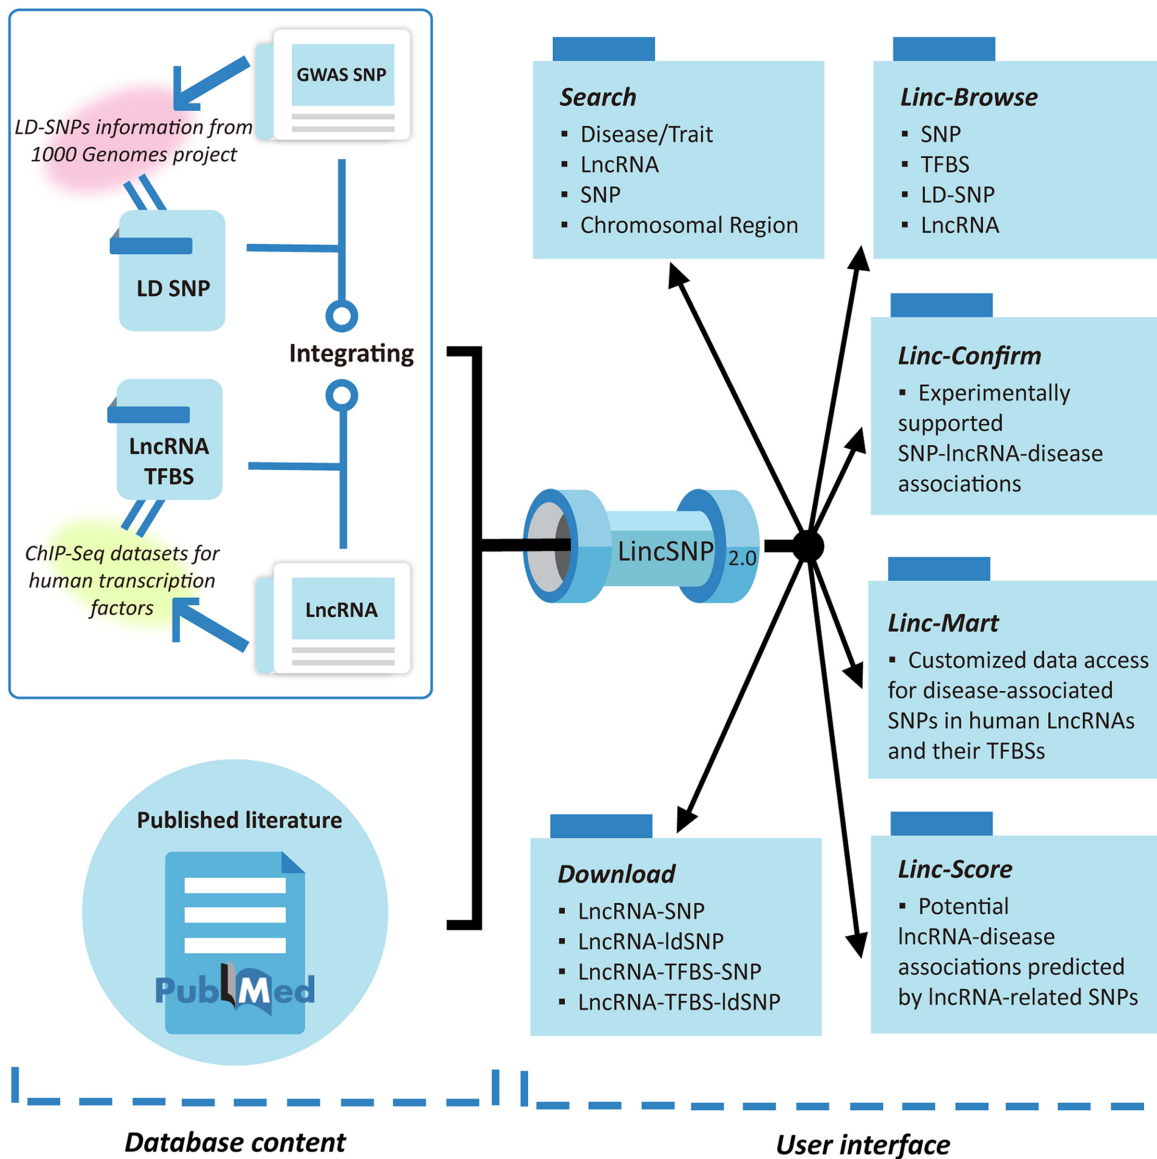 GWAS SNP
LD-SNPs information from
1000 Genomes project
LD SNP
Integrating
LncRNA
TFBS
ChIP-Seq datasets for
human transcription
factors
LncRNA
Published literature
PubMed
Database content
Search
▪ Disease/Trait
▪ LncRNA
▪ SNP
▪ Chromosomal Region
Linc-Browse
▪ SNP
▪ TFBS
▪ LD-SNP
▪ LncRNA
Linc-Confirm
▪ Experimentally
supported
SNP-lncRNA-disease
associations
LincSNP 2.0
Linc-Mart
▪ Customized data access
for disease-associated
SNPs in human LncRNAs
and their TFBSs
Download
▪ LncRNA-SNP
▪ LncRNA-ldSNP
▪ LncRNA-TFBS-SNP
▪ LncRNA-TFBS-ldSNP
Linc-Score
▪ Potential
lncRNA-disease
associations predicted
by lncRNA-related SNPs
User interface